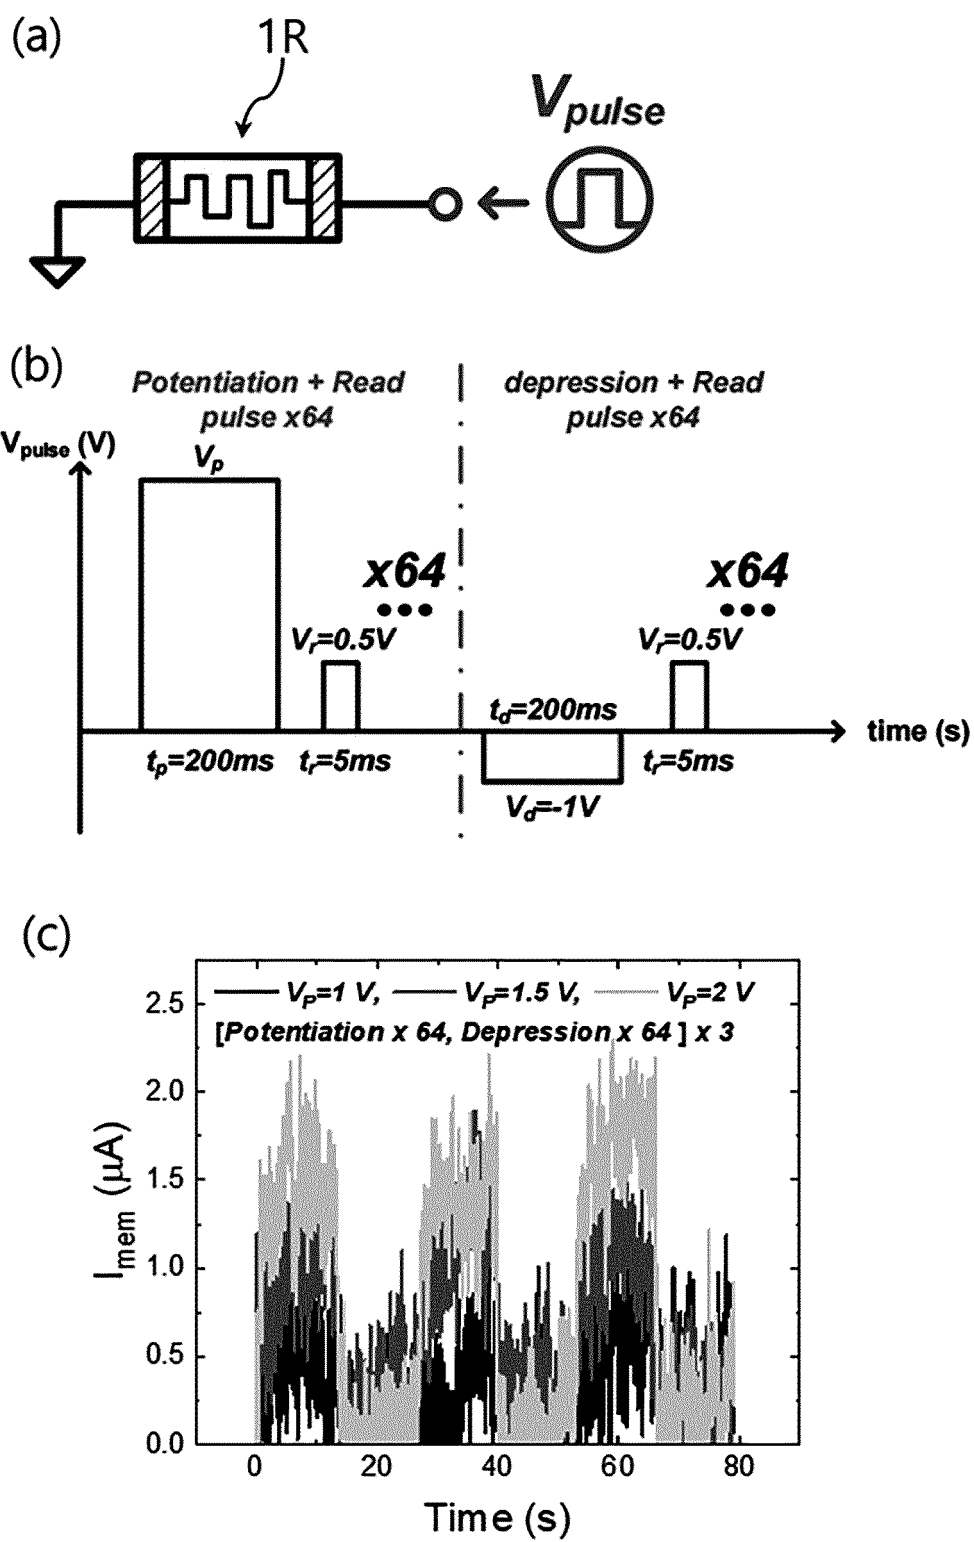 (a)
1R
Vpulse
(b)
Potentiation + Read
pulse x64
depression + Read
pulse x64
Vpulse (V)
Vp
x64
•••
x64
•••
Vr=0.5V
Vr=0.5V
td=200ms
time (s)
tp=200ms
tr=5ms
tr=5ms
Vd=-1V
(c)
VP=1 V, VP=1.5 V, VP=2 V
[Potentiation x 64, Depression x 64 ] x 3
2.5
2.0
1.5
1.0
0.5
0.0
Imem (μA)
0 20 40 60 80
Time (s)